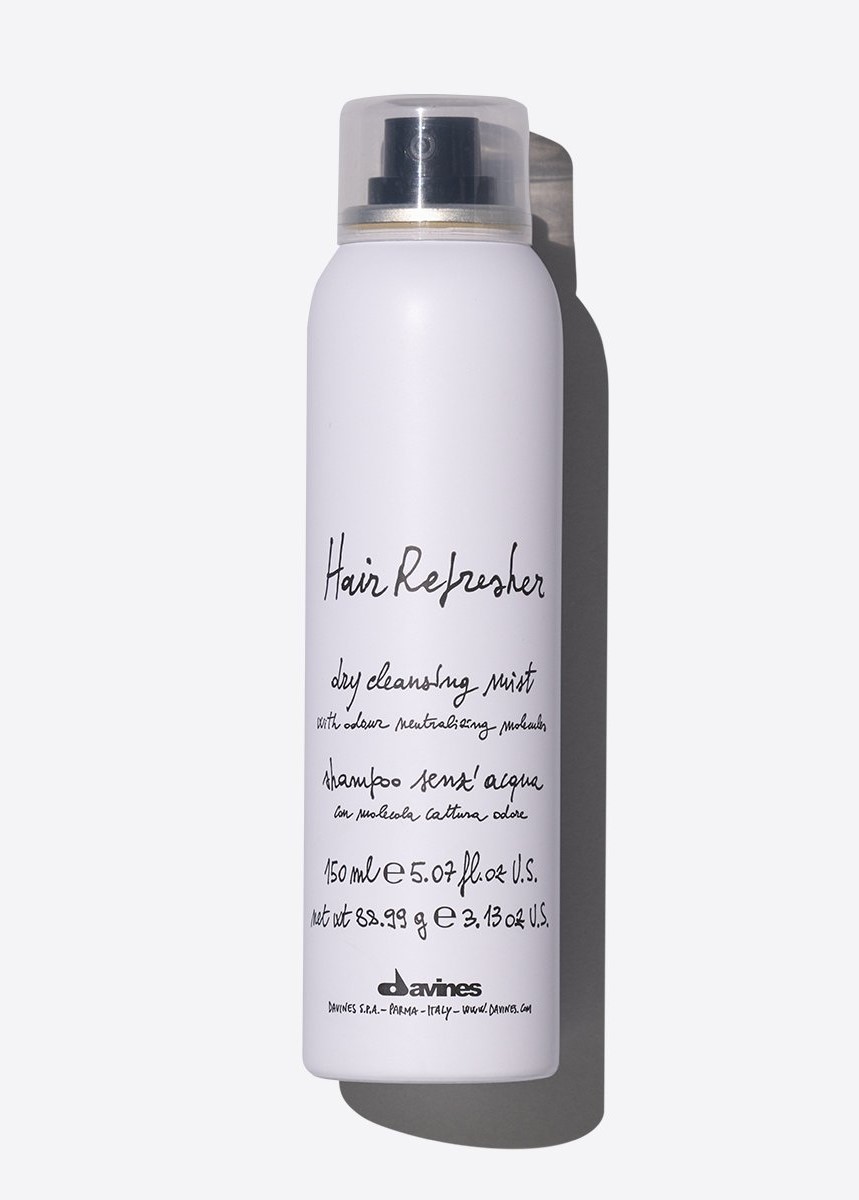 Hair Refresher
dry cleansing mist
with odour neutralizing molecules
shampoo senz' acqua
con molecola cattura odore
150 ml e 5.07 fl.oz U.S.
net wt 88.99 g e 3.13 oz U.S.
davines
DAVINES S.P.A. - PARMA - ITALY - WWW.DAVINES.COM